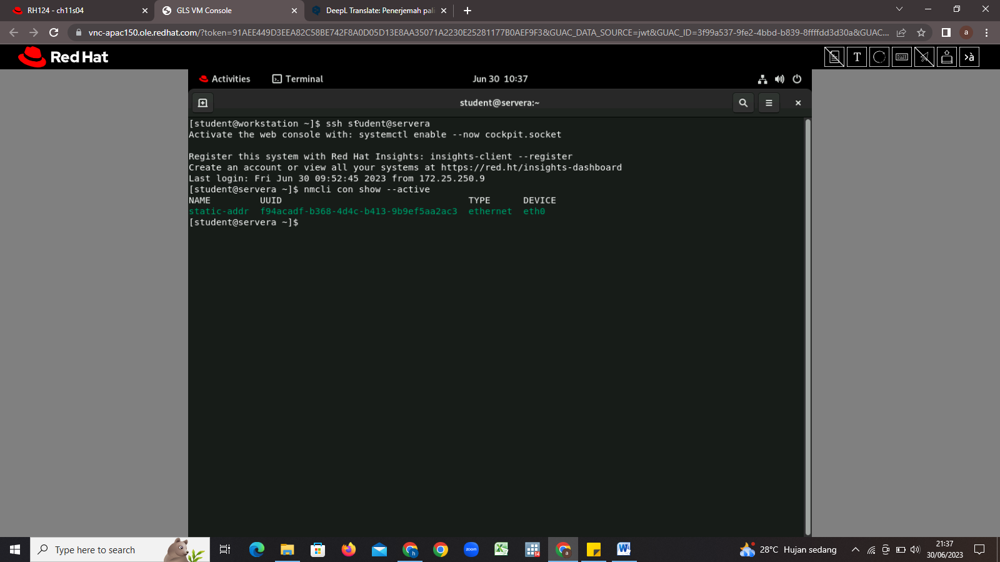 RH124 - ch11s04
GLS VM Console
DeepL Translate: Penerjemah pali
vnc-apac150.ole.redhat.com/?token=91AEE449D3EEA82C58BE742F8A0D05D13E8AA35071A2230E25281177B0AEF9F3&GUAC_DATA_SOURCE=jwt&GUAC_ID=3f99a537-9fe2-4bbd-b839-8ffffdd3d30a&GUAC...
a
Red Hat
T
>à
Activities
Terminal
Jun 30 10:37
student@servera:~
[student@workstation ~]$ ssh student@servera
Activate the web console with: systemctl enable --now cockpit.socket
Register this system with Red Hat Insights: insights-client --register
Create an account or view all your systems at https://red.ht/insights-dashboard
Last login: Fri Jun 30 09:52:45 2023 from 172.25.250.9
[student@servera ~]$ nmcli con show --active
NAME UUID TYPE DEVICE
static-addr f94acadf-b368-4d4c-b413-9b9ef5aa2ac3 ethernet eth0
[student@servera ~]$
Type here to search
h
zoom
14
a
28°C Hujan sedang
21:37
30/06/2023